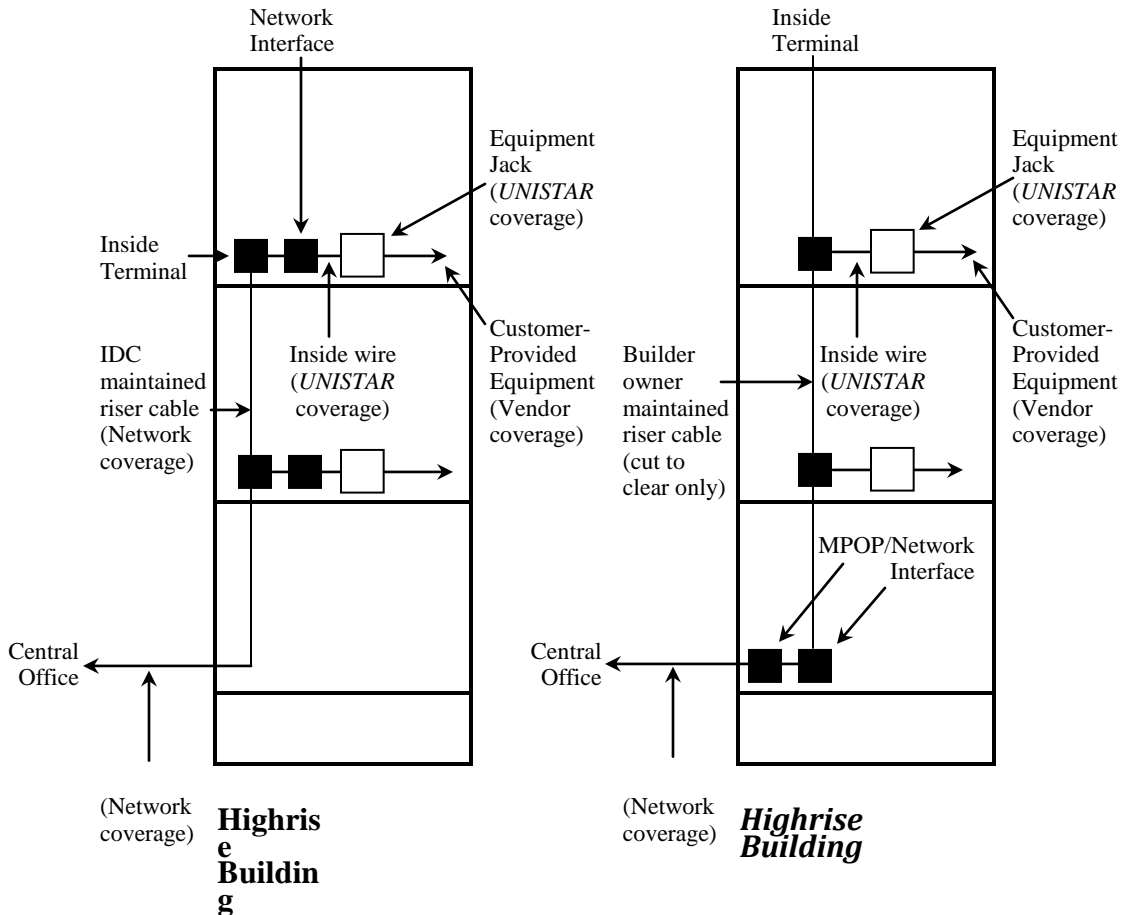 Network
Interface
Equipment
Jack
(UNISTAR
coverage)
Inside
Terminal
IDC
maintained
riser cable
(Network
coverage)
Inside wire
(UNISTAR
coverage)
Customer-
Provided
Equipment
(Vendor
coverage)
Central
Office
(Network
coverage)
Highris
e
Buildin
g
Inside
Terminal
Equipment
Jack
(UNISTAR
coverage)
Builder
owner
maintained
riser cable
(cut to
clear only)
Inside wire
(UNISTAR
coverage)
Customer-
Provided
Equipment
(Vendor
coverage)
MPOP/Network
Interface
Central
Office
(Network
coverage)
Highrise
Building